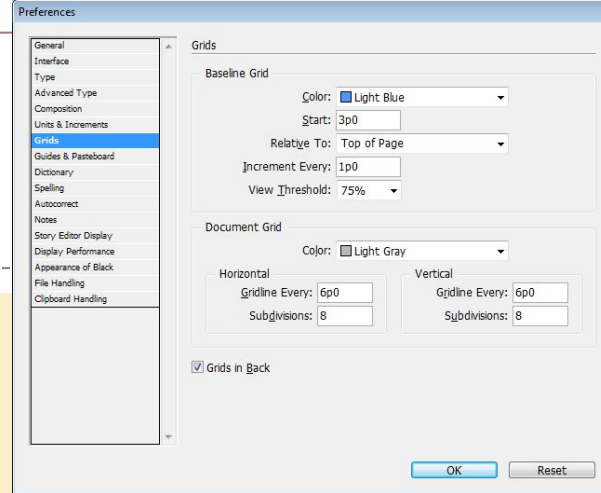 Preferences
General
Interface
Type
Advanced Type
Composition
Units & Increments
Grids
Guides & Pasteboard
Dictionary
Spelling
Autocorrect
Notes
Story Editor Display
Display Performance
Appearance of Black
File Handling
Clipboard Handling
Grids
Baseline Grid
Color: Light Blue
Start: 3p0
Relative To: Top of Page
Increment Every: 1p0
View Threshold: 75%
Document Grid
Color: Light Gray
Horizontal
Gridline Every: 6p0
Subdivisions: 8
Vertical
Gridline Every: 6p0
Subdivisions: 8
Grids in Back
OK Reset